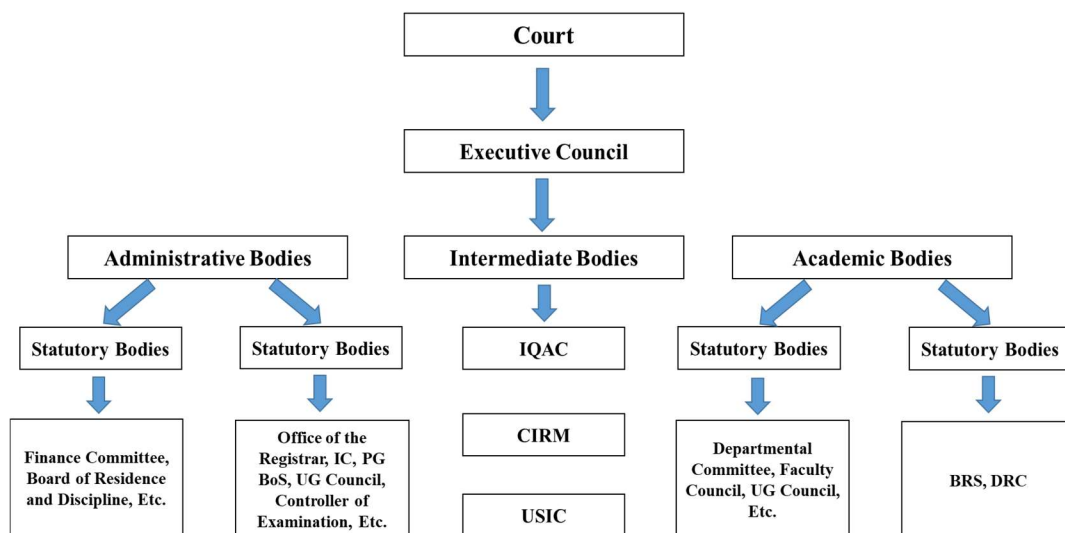 Court
Executive Council
Administrative Bodies
Intermediate Bodies
Academic Bodies
Statutory Bodies
Statutory Bodies
IQAC
Statutory Bodies
Statutory Bodies
Finance Committee,
Board of Residence
and Discipline, Etc.
Office of the
Registrar, IC, PG
BoS, UG Council,
Controller of
Examination, Etc.
CIRM
USIC
Departmental
Committee, Faculty
Council, UG Council,
Etc.
BRS, DRC